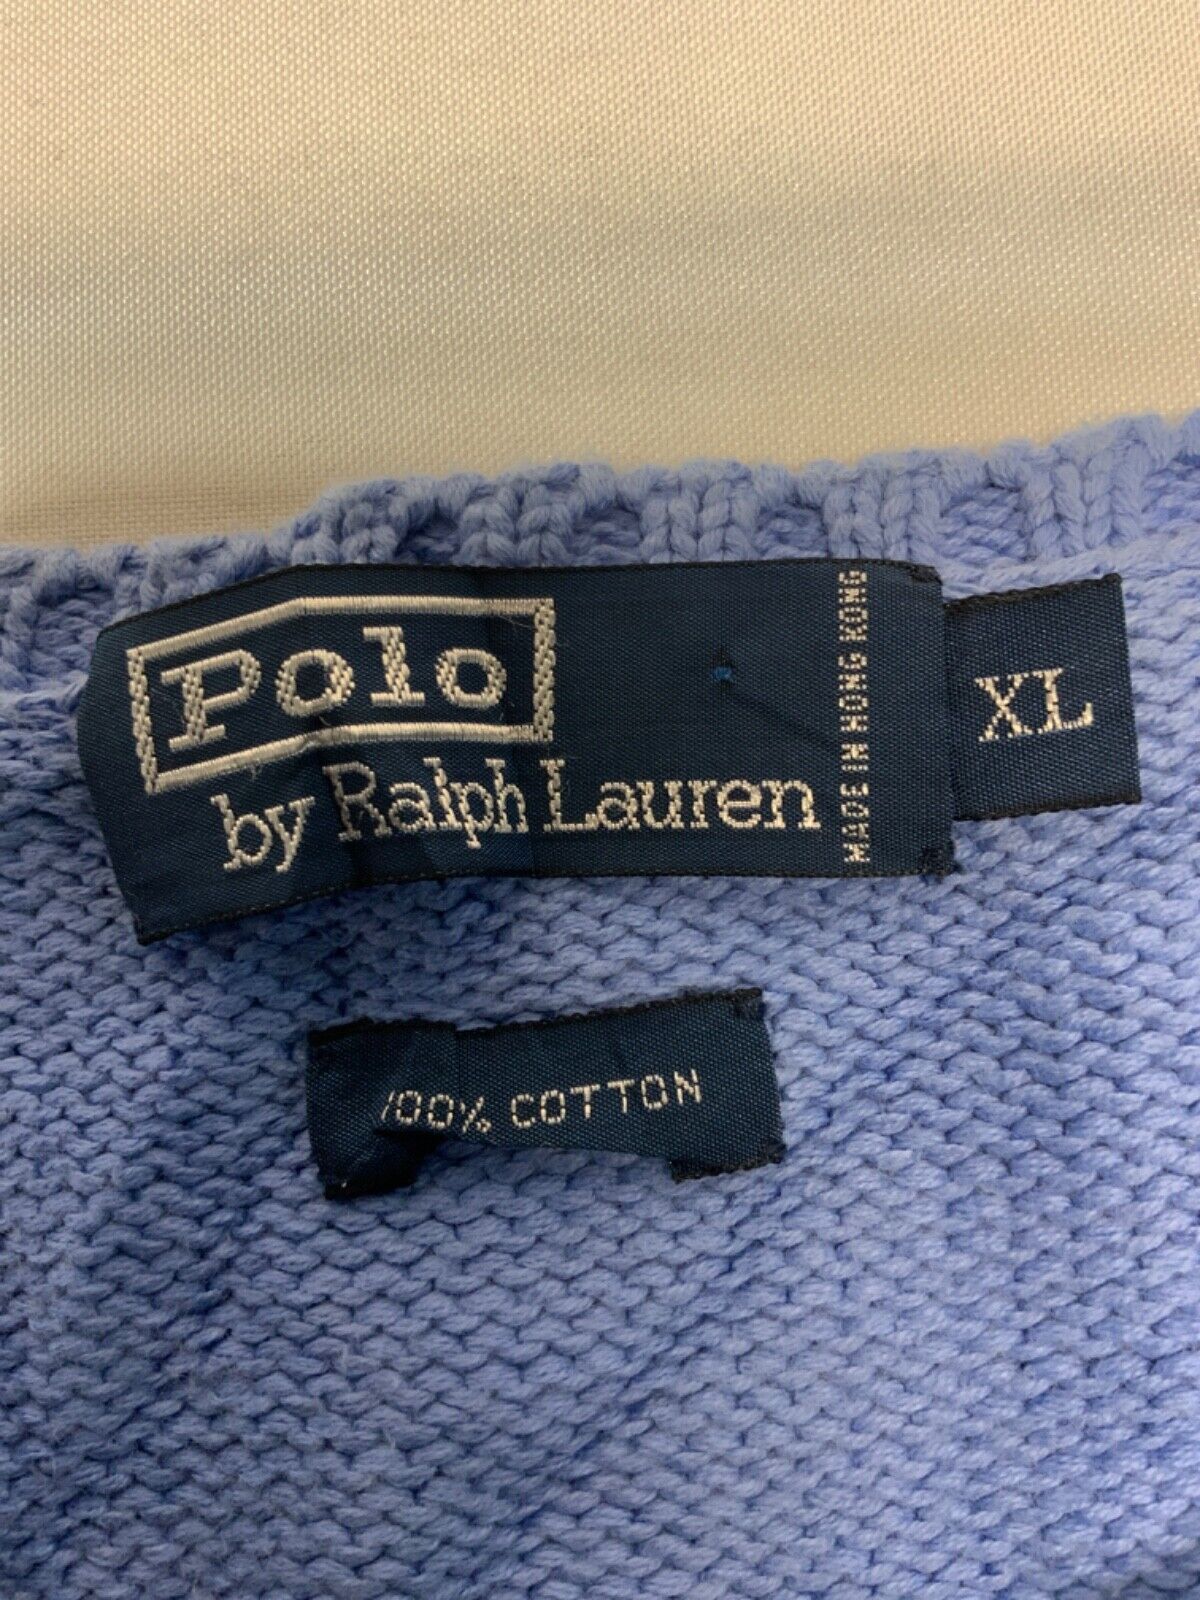 Polo
by Ralph Lauren
MADE IN HONG KONG
XL
100% COTTON